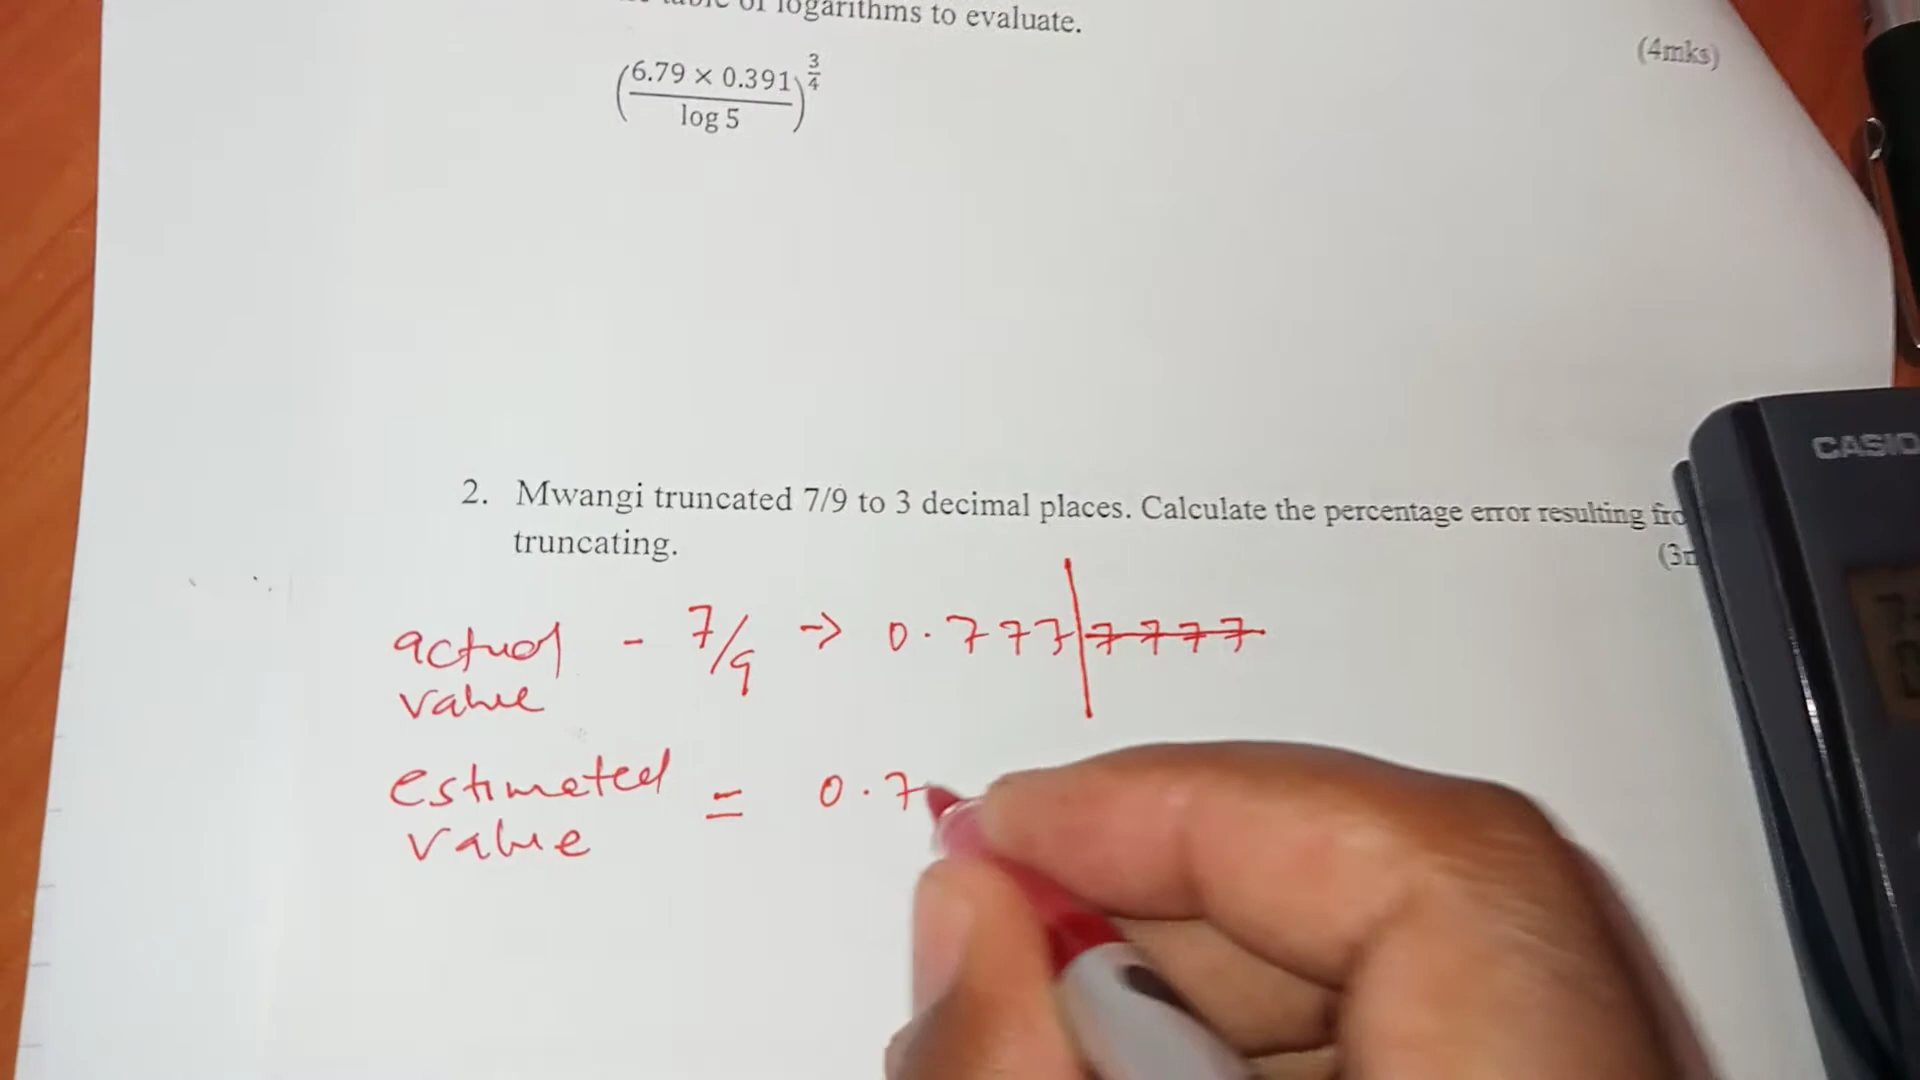 of logarithms to evaluate.
(4mks)
(6.79 × 0.391 / log 5)^3/4
2. Mwangi truncated 7/9 to 3 decimal places. Calculate the percentage error resulting
truncating.
actual - 7/9 -> 0.777|7777
value
estimated = 0.7
value
CASIO